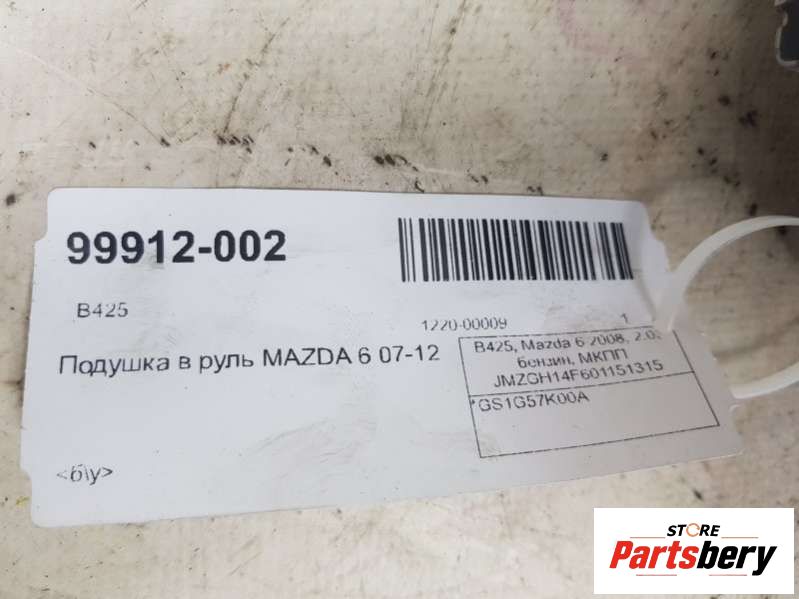 99912-002
B425
1220-00009 1
Подушка в руль MAZDA 6 07-12
B425, Mazda 6 2008, 2.0,
бензин, МКПП
JMZGH14F601151315
*GS1G57K00A
<б\у>
STORE
Partsbery